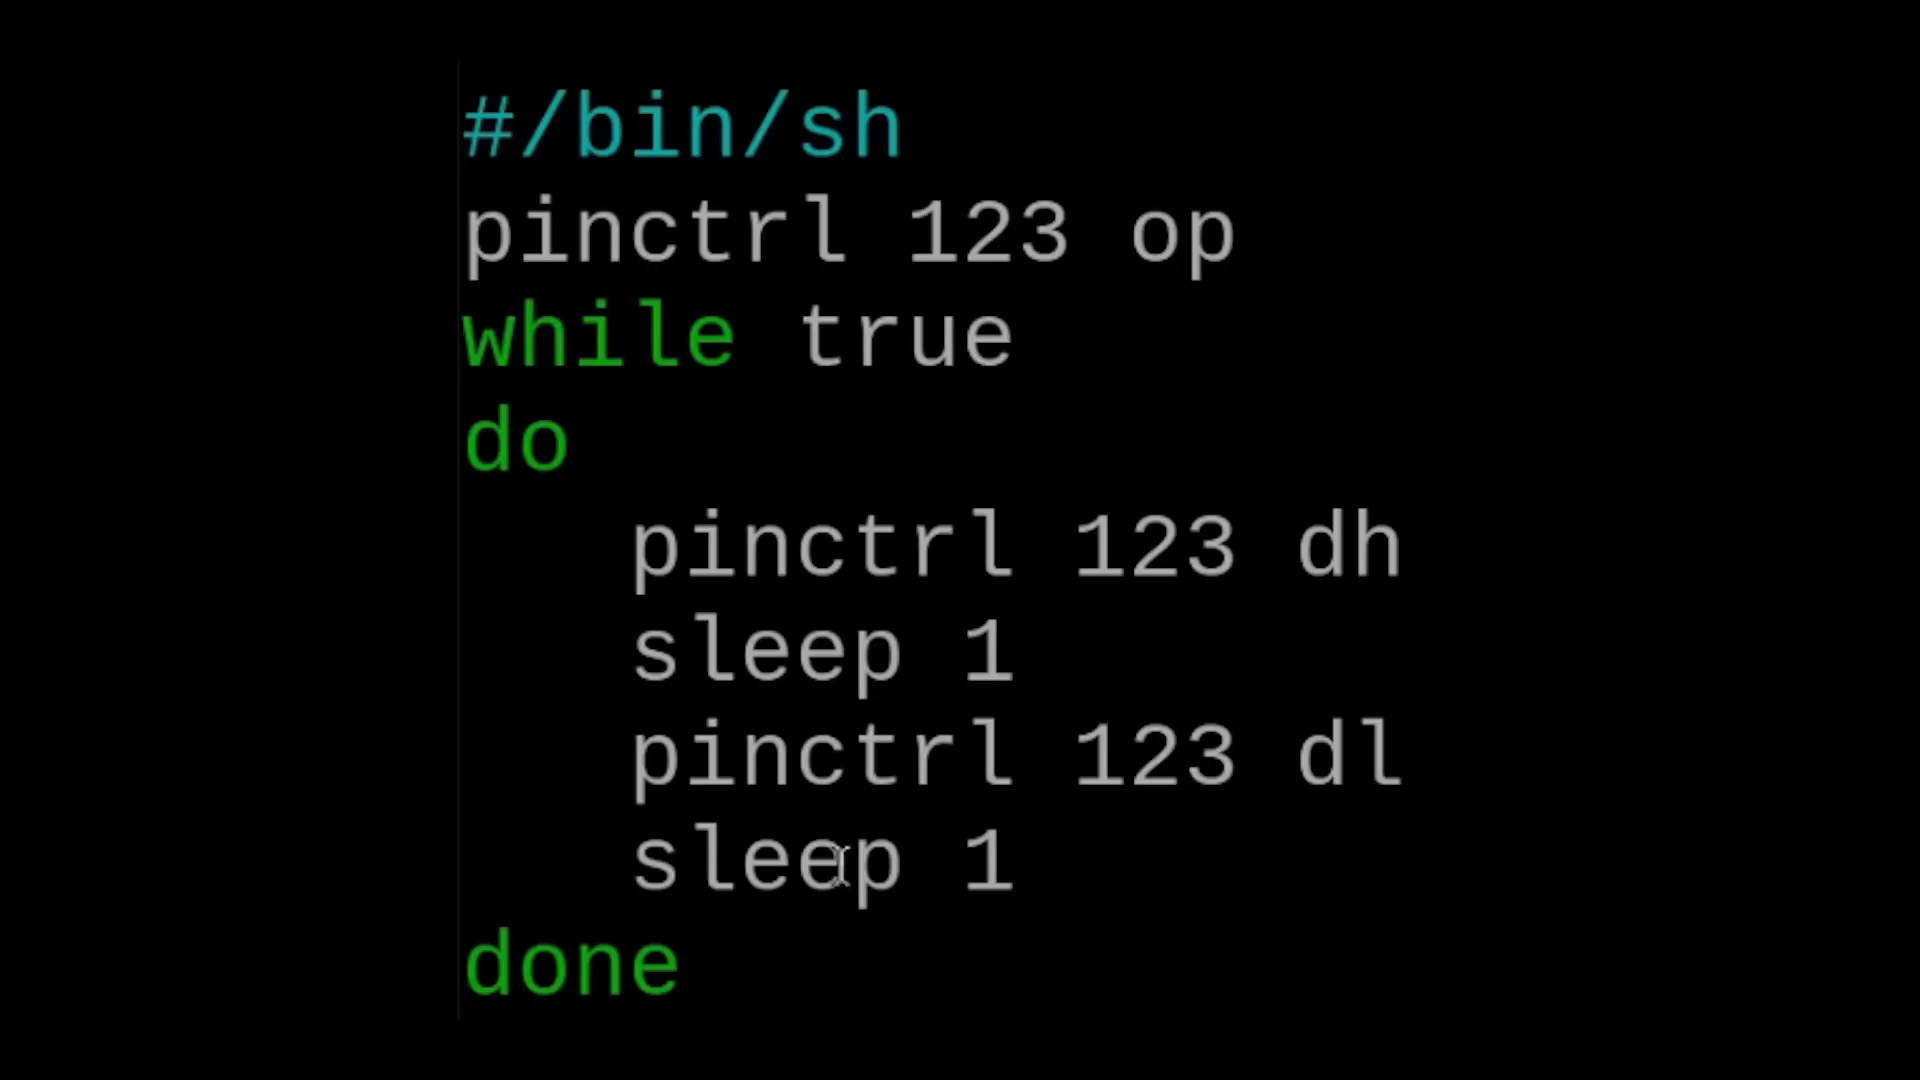 #/bin/sh
pinctrl 123 op
while true
do
   pinctrl 123 dh
   sleep 1
   pinctrl 123 dl
   sleep 1
done